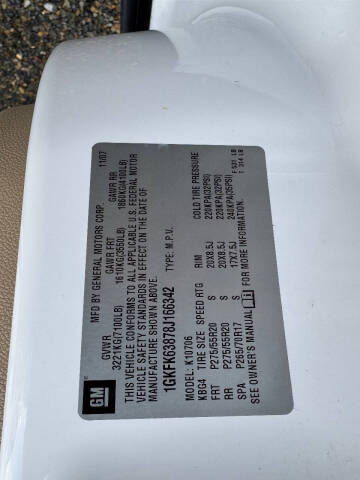 GM
MFD BY GENERAL MOTORS CORP. 11/07
GVWR GAWR FRT GAWR RR
3221KG(7100LB) 1610KG(3550LB) 1860KG(4100LB)
THIS VEHICLE CONFORMS TO ALL APPLICABLE U.S. FEDERAL MOTOR
VEHICLE SAFETY STANDARDS IN EFFECT ON THE DATE OF
MANUFACTURE SHOWN ABOVE.
1GKFK63878J166342 TYPE: M.P.V.
MODEL: K10706
KBG4 TIRE SIZE SPEED RTG RIM COLD TIRE PRESSURE
FRT P275/55R20 S 20X8.5J 220KPA(32PSI)
RR P275/55R20 S 20X8.5J 220KPA(32PSI)
SPA P265/70R17 S 17X7.5J 240KPA(35PSI)
SEE OWNER'S MANUAL FOR MORE INFORMATION.
F 531 LB
T 314 LB